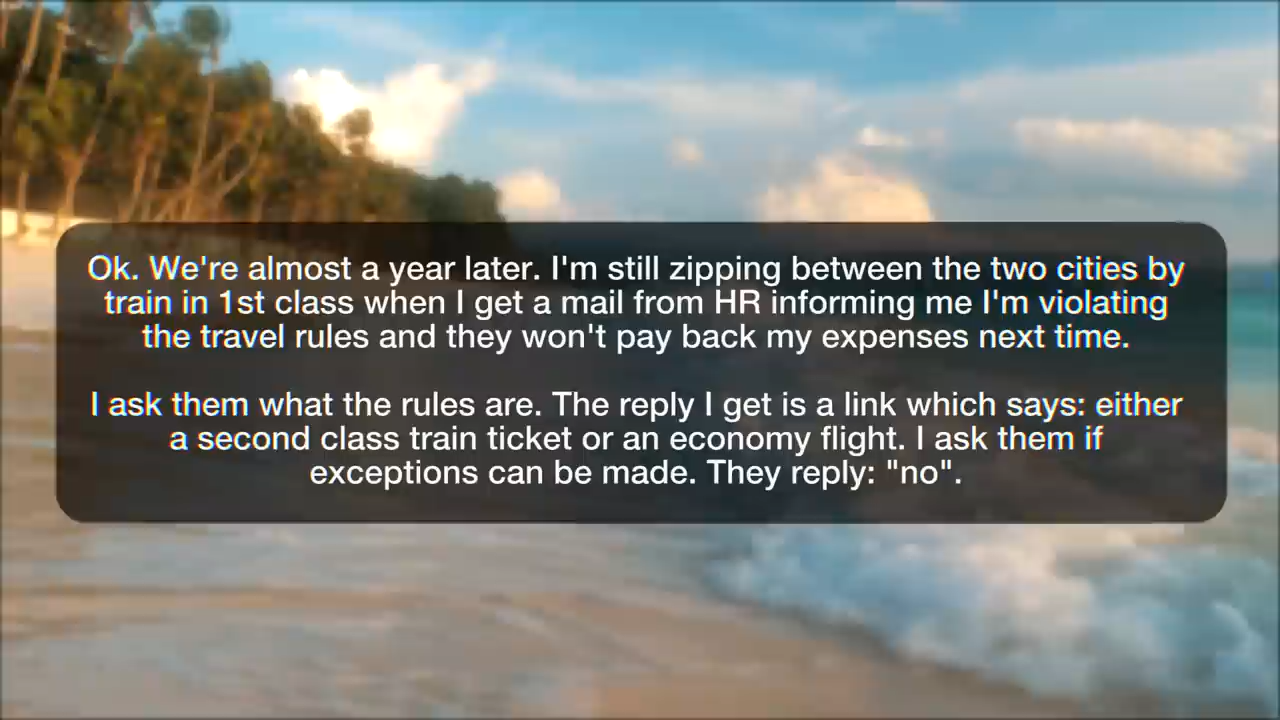 Ok. We're almost a year later. I'm still zipping between the two cities by
train in 1st class when I get a mail from HR informing me I'm violating
the travel rules and they won't pay back my expenses next time.
I ask them what the rules are. The reply I get is a link which says: either
a second class train ticket or an economy flight. I ask them if
exceptions can be made. They reply: "no".